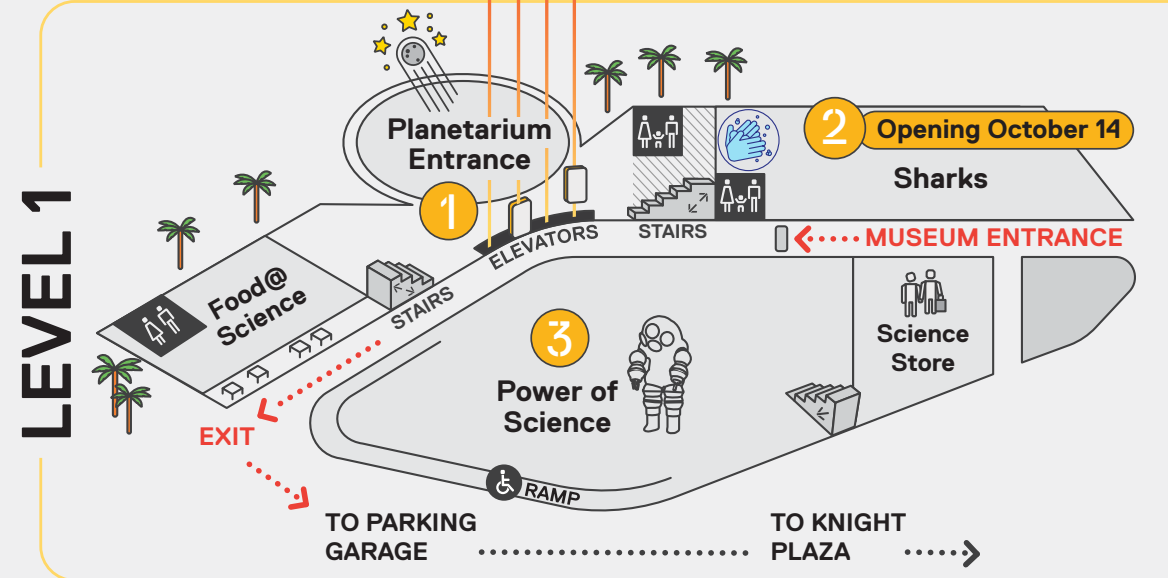 LEVEL 1
Planetarium
Entrance
1
2
Opening October 14
Sharks
ELEVATORS
STAIRS
MUSEUM ENTRANCE
Food@
Science
STAIRS
3
Power of
Science
Science
Store
EXIT
RAMP
TO PARKING
GARAGE
TO KNIGHT
PLAZA